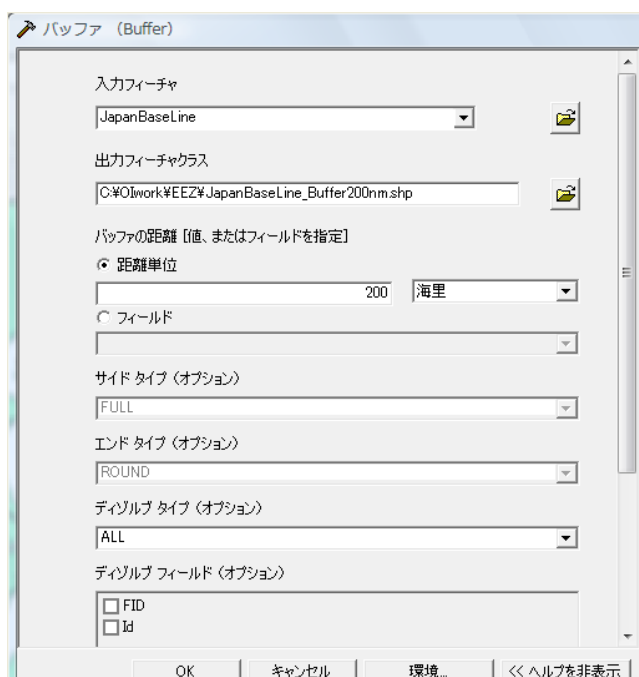 バッファ （Buffer）
入力フィーチャ
JapanBaseLine
出力フィーチャクラス
C:¥OIwork¥EEZ¥JapanBaseLine_Buffer200nm.shp
バッファの距離 [値、またはフィールドを指定]
距離単位
200 海里
フィールド
サイド タイプ （オプション）
FULL
エンド タイプ （オプション）
ROUND
ディゾルブ タイプ （オプション）
ALL
ディゾルブ フィールド （オプション）
FID
Id
OK キャンセル 環境... << ヘルプを非表示